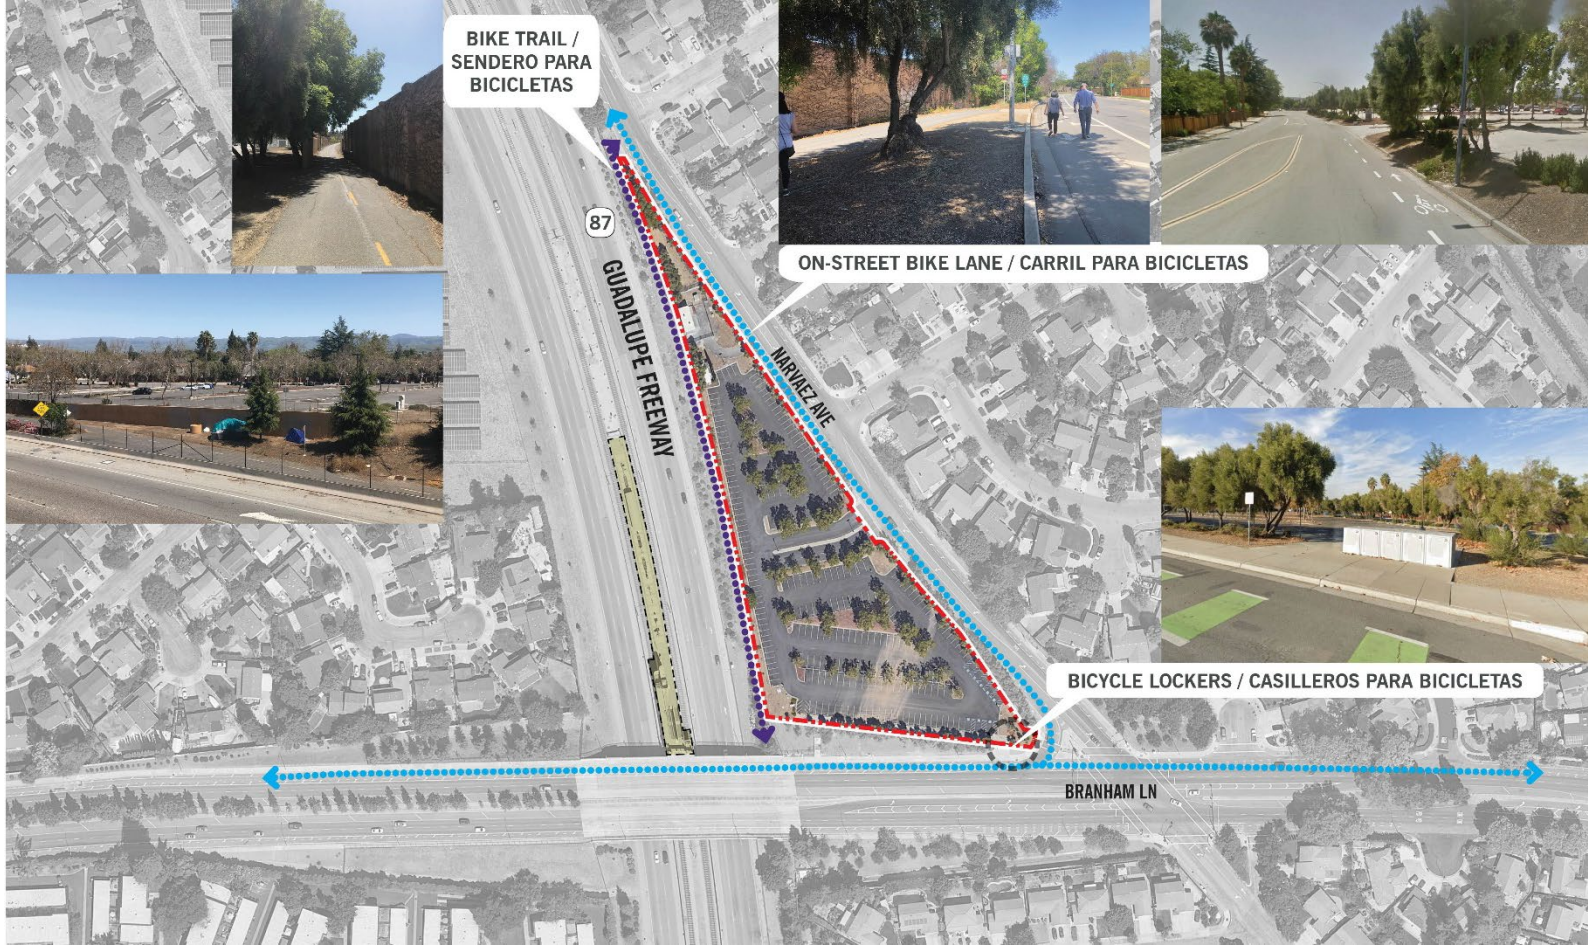 BIKE TRAIL /
SENDERO PARA
BICICLETAS
87
GUADALUPE FREEWAY
ON-STREET BIKE LANE / CARRIL PARA BICICLETAS
NARVAEZ AVE
BICYCLE LOCKERS / CASILLEROS PARA BICICLETAS
BRANHAM LN